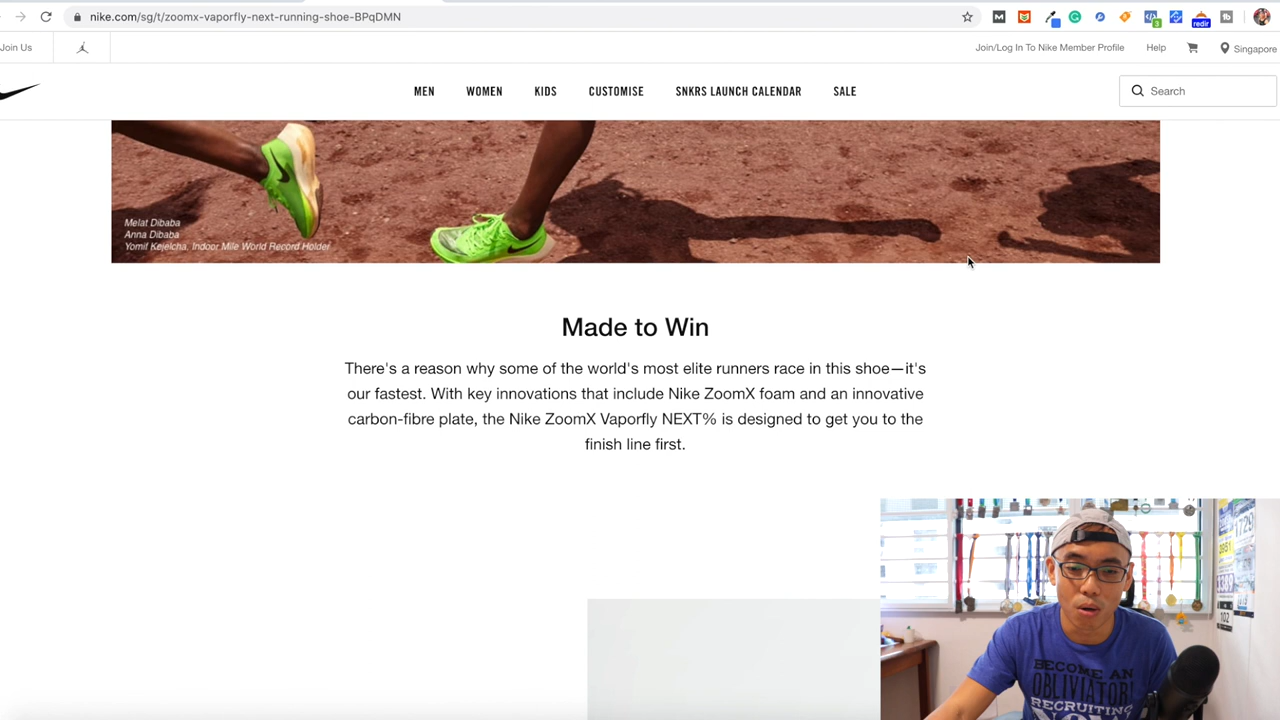 nike.com/sg/t/zoomx-vaporfly-next-running-shoe-BPqDMN
redir
3
Join Us
Join/Log In To Nike Member Profile
Help
Singapore
MEN
WOMEN
KIDS
CUSTOMISE
SNKRS LAUNCH CALENDAR
SALE
Search
Melat Dibaba
Anna Dibaba
Yomif Kejelcha, Indoor Mile World Record Holder
Made to Win
There's a reason why some of the world's most elite runners race in this shoe—it's
our fastest. With key innovations that include Nike ZoomX foam and an innovative
carbon-fibre plate, the Nike ZoomX Vaporfly NEXT% is designed to get you to the
finish line first.
1729
102
BECOME AN
OBLIVIATOR!
RECRUITING
NOW